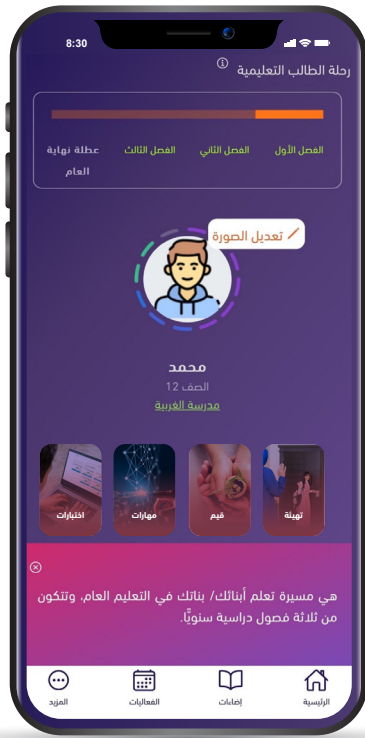 8:30
رحلة الطالب التعليمية
الفصل الأول
الفصل الثاني
الفصل الثالث
عطلة نهاية
العام
تعديل الصورة
محمد
الصف 12
مدرسة الغربية
تهيئة
قيم
مهارات
اختبارات
هي مسيرة تعلم أبنائك/ بناتك في التعليم العام، وتتكون
من ثلاثة فصول دراسية سنويًّا.
الرئيسية
إضاءات
الفعاليات
المزيد